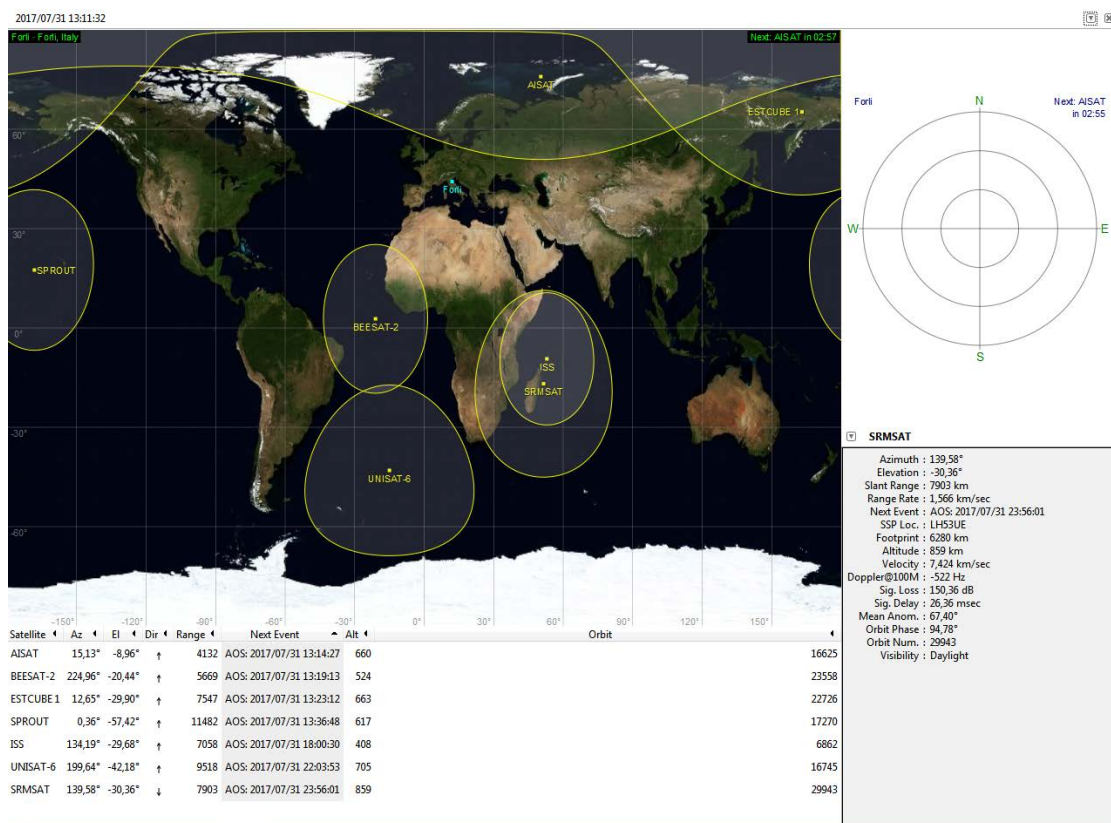 2017/07/31 13:11:32
Forli - Forli, Italy
Next: AISAT in 02:57
AISAT
ESTCUBE 1
60°
Forli
30°
SPROUT
BEESAT-2
0°
ISS
SRMSAT
-30°
UNISAT-6
-60°
-150° -120° -90° -60° -30° 0° 30° 60° 90° 120° 150°
Forli
Next: AISAT
in 02:55
N
W
E
S
SRMSAT
Azimuth : 139,58°
Elevation : -30,36°
Slant Range : 7903 km
Range Rate : 1,566 km/sec
Next Event : AOS: 2017/07/31 23:56:01
SSP Loc. : LH53UE
Footprint : 6280 km
Altitude : 859 km
Velocity : 7,424 km/sec
Doppler@100M : -522 Hz
Sig. Loss : 150,36 dB
Sig. Delay : 26,36 msec
Mean Anom. : 67,40°
Orbit Phase : 94,78°
Orbit Num. : 29943
Visibility : Daylight
Satellite Az El Dir Range Next Event Alt Orbit
AISAT 15,13° -8,96° ↑ 4132 AOS: 2017/07/31 13:14:27 660 16625
BEESAT-2 224,96° -20,44° ↑ 5669 AOS: 2017/07/31 13:19:13 524 23558
ESTCUBE 1 12,65° -29,90° ↑ 7547 AOS: 2017/07/31 13:23:12 663 22726
SPROUT 0,36° -57,42° ↑ 11482 AOS: 2017/07/31 13:36:48 617 17270
ISS 134,19° -29,68° ↑ 7058 AOS: 2017/07/31 18:00:30 408 6862
UNISAT-6 199,64° -42,18° ↑ 9518 AOS: 2017/07/31 22:03:53 705 16745
SRMSAT 139,58° -30,36° ↓ 7903 AOS: 2017/07/31 23:56:01 859 29943